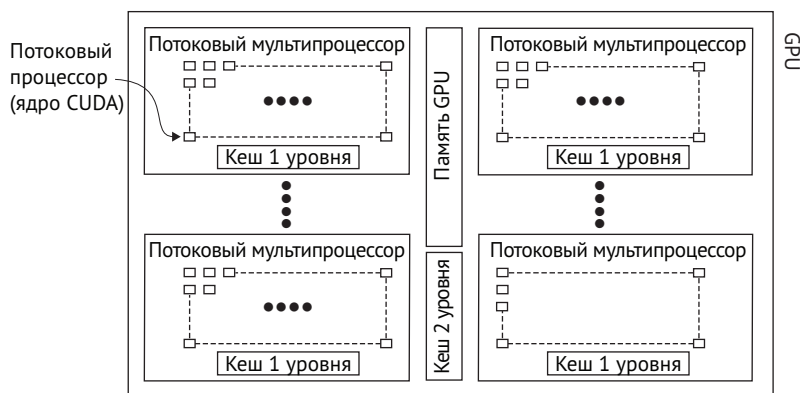 Потоковый
процессор
(ядро CUDA)
Потоковый мультипроцессор
Кеш 1 уровня
Память GPU
Потоковый мультипроцессор
Кеш 1 уровня
GPU
Потоковый мультипроцессор
Кеш 1 уровня
Кеш 2 уровня
Потоковый мультипроцессор
Кеш 1 уровня